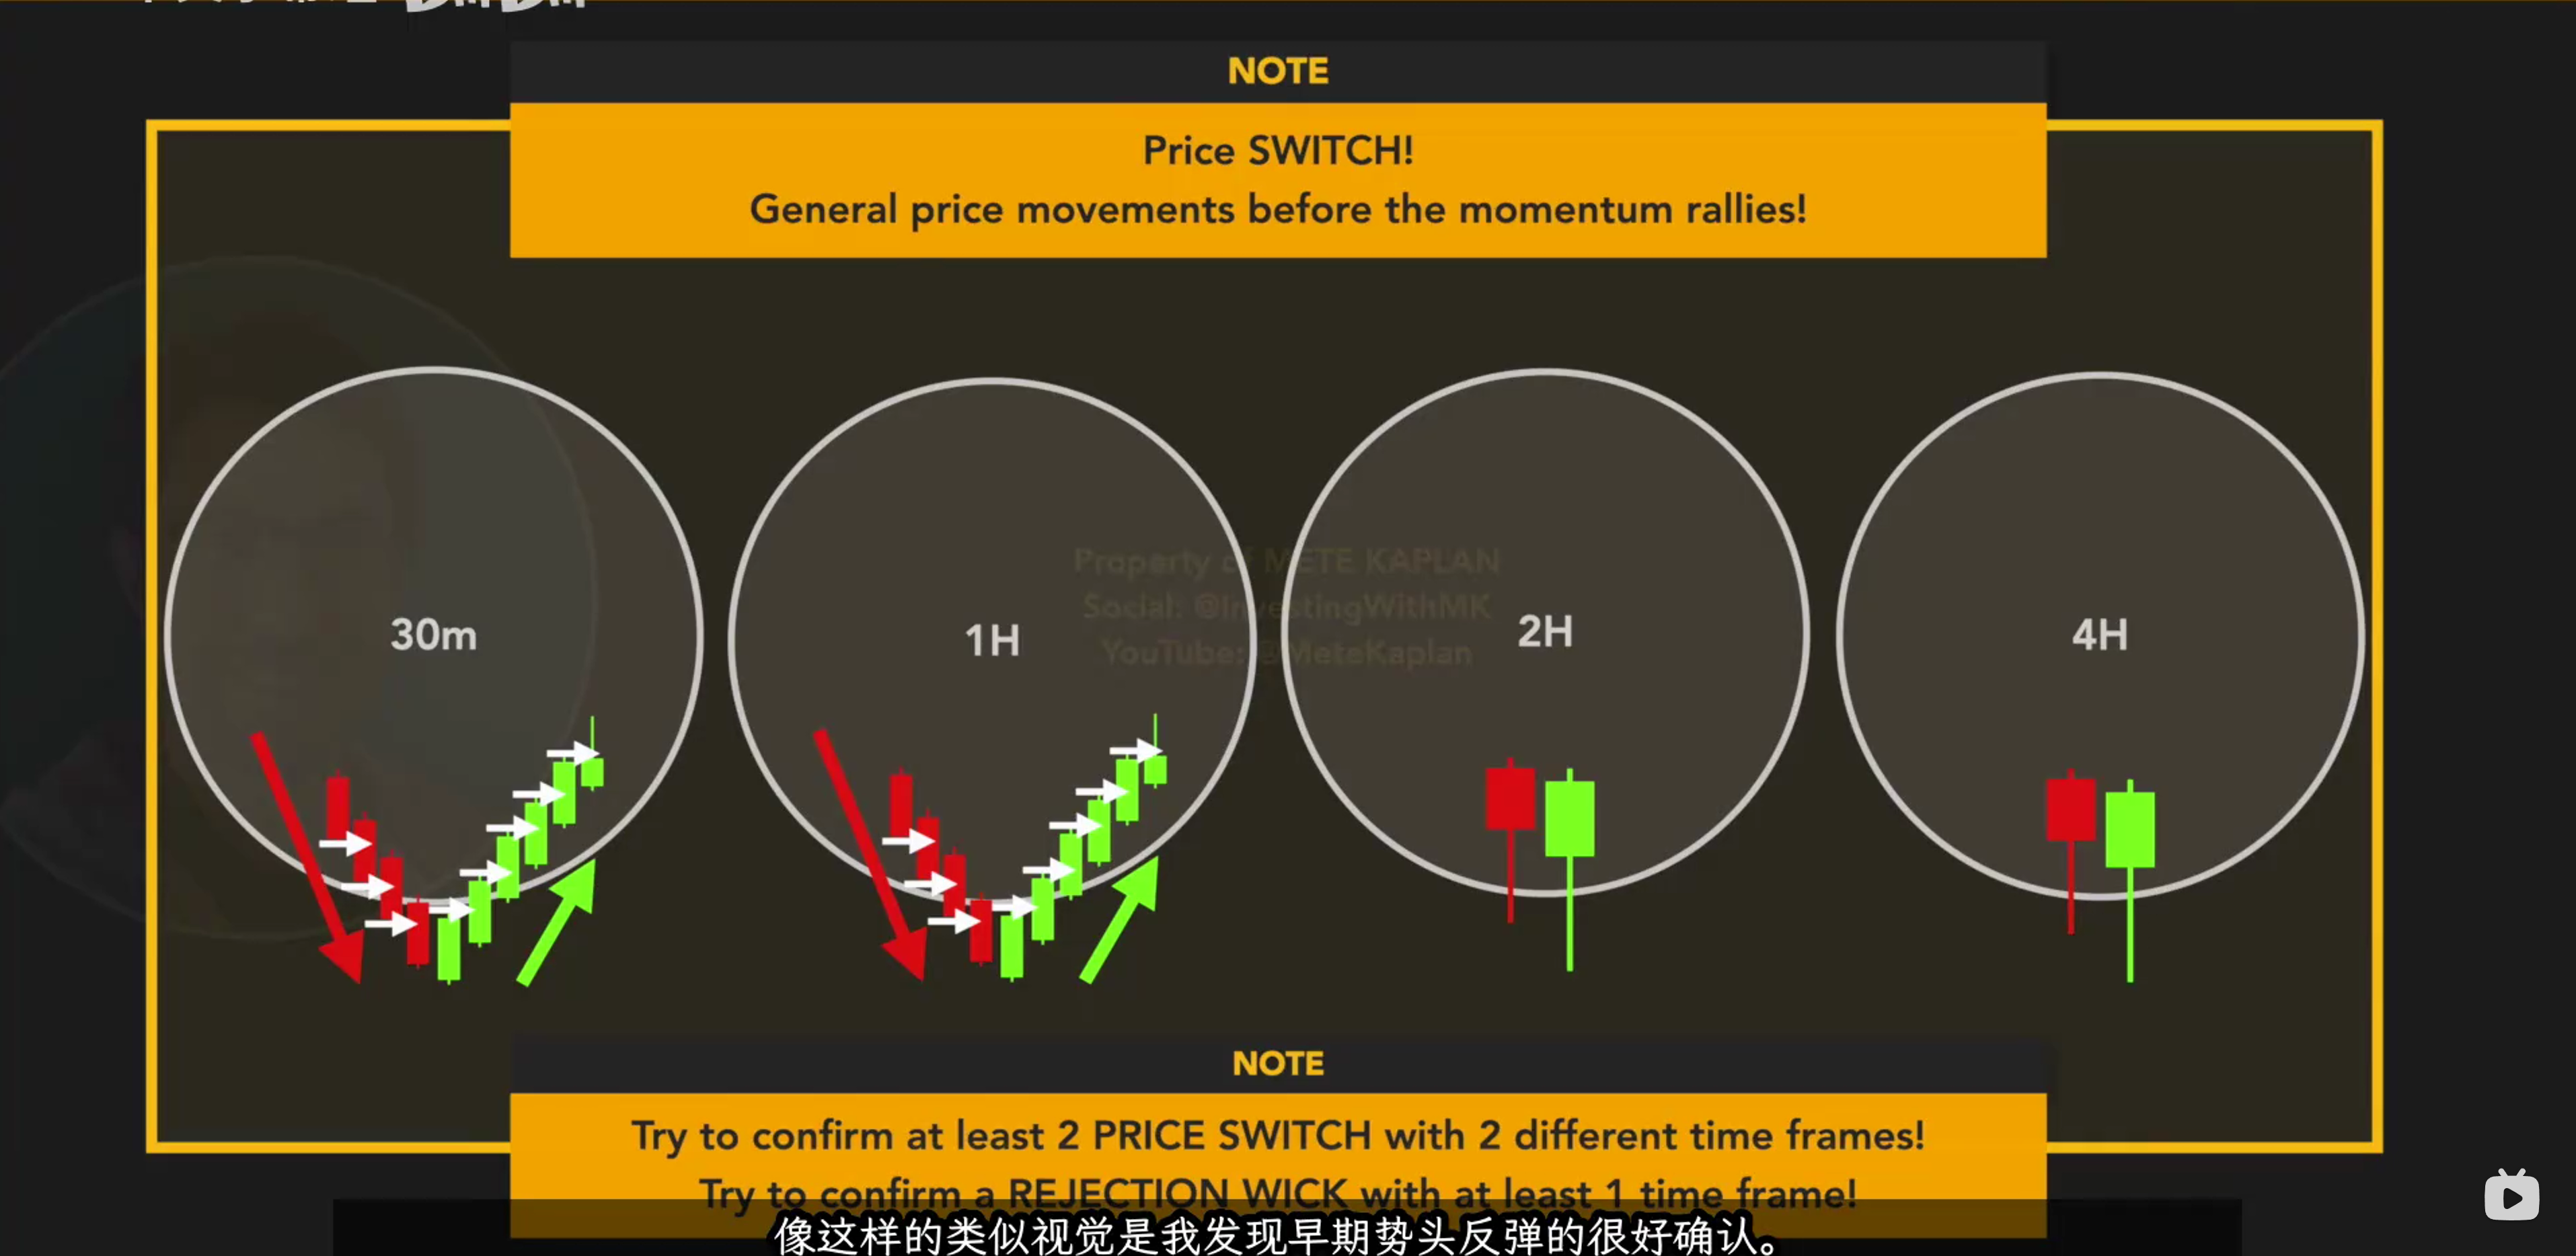 NOTE
Price SWITCH!
General price movements before the momentum rallies!
30m
1H
2H
4H
Property of METE KAPLAN
Social: @InvestingWithMK
YouTube: @MeteKaplan
NOTE
Try to confirm at least 2 PRICE SWITCH with 2 different time frames!
Try to confirm a REJECTION WICK with at least 1 time frame!
像这样的类似视觉是我发现早期势头反弹的很好确认。